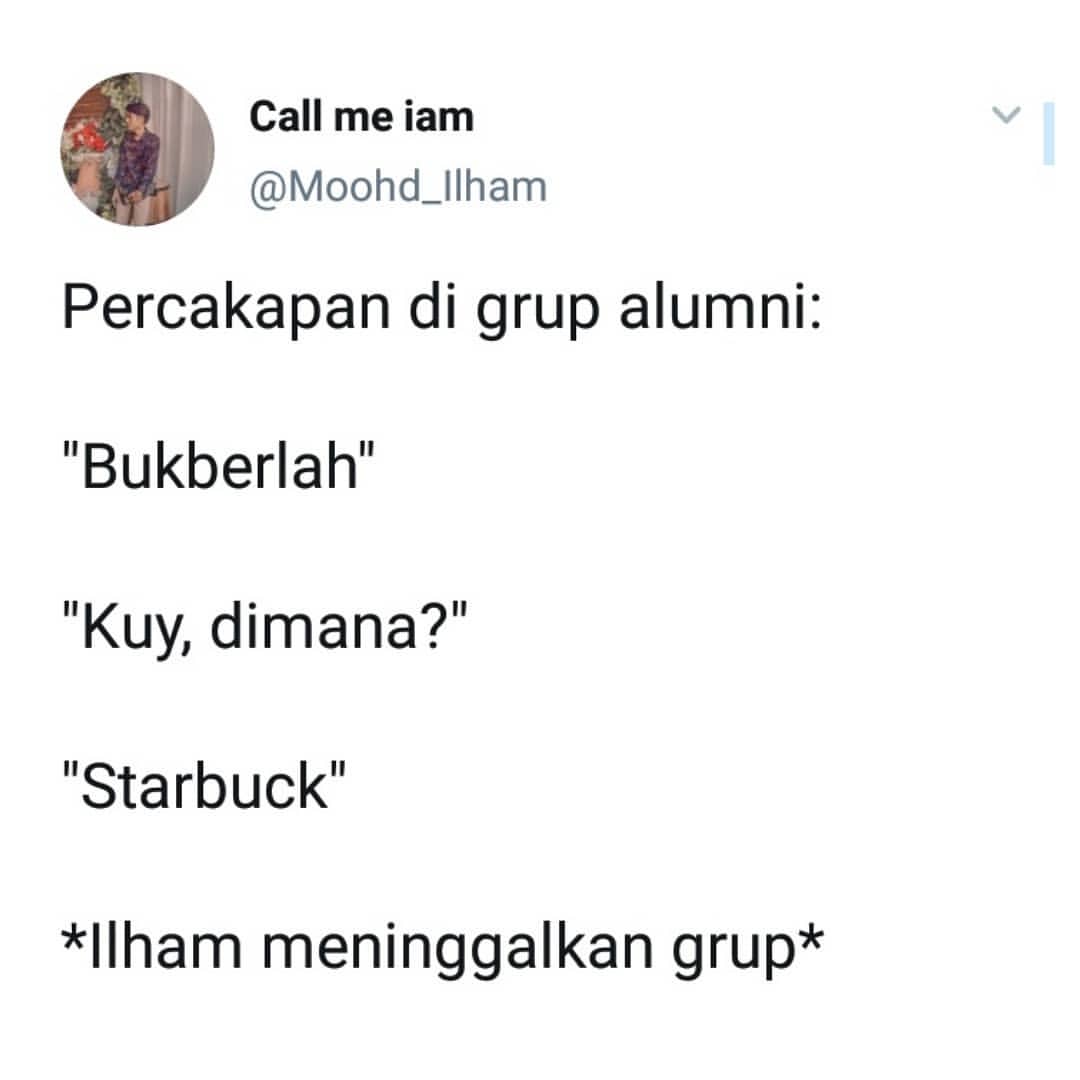 Call me iam
@Moohd_Ilham
Percakapan di grup alumni:
"Bukberlah"
"Kuy, dimana?"
"Starbuck"
*Ilham meninggalkan grup*